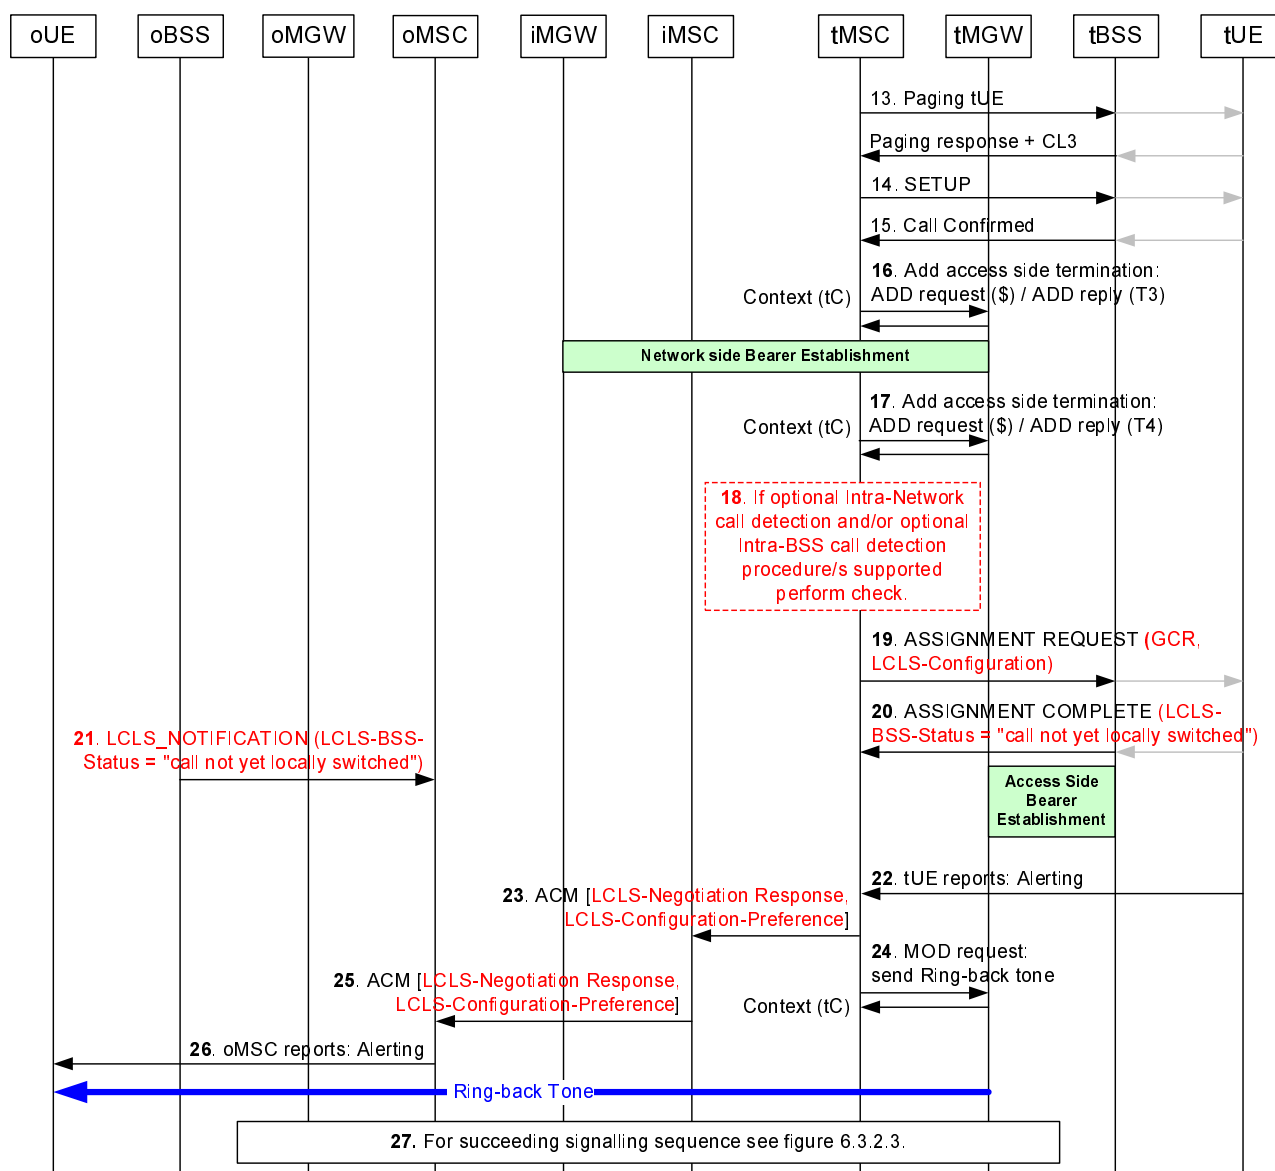 oUE oBSS oMGW oMSC iMGW iMSC tMSC tMGW tBSS tUE
13. Paging tUE
Paging response + CL3
14. SETUP
15. Call Confirmed
16. Add access side termination:
Context (tC) ADD request ($) / ADD reply (T3)
Network side Bearer Establishment
17. Add access side termination:
Context (tC) ADD request ($) / ADD reply (T4)
18. If optional Intra-Network
call detection and/or optional
Intra-BSS call detection
procedure/s supported
perform check.
19. ASSIGNMENT REQUEST (GCR,
LCLS-Configuration)
20. ASSIGNMENT COMPLETE (LCLS-
BSS-Status = "call not yet locally switched")
21. LCLS_NOTIFICATION (LCLS-BSS-
Status = "call not yet locally switched")
Access Side
Bearer
Establishment
22. tUE reports: Alerting
23. ACM [LCLS-Negotiation Response,
LCLS-Configuration-Preference]
24. MOD request:
send Ring-back tone
Context (tC)
25. ACM [LCLS-Negotiation Response,
LCLS-Configuration-Preference]
26. oMSC reports: Alerting
Ring-back Tone
27. For succeeding signalling sequence see figure 6.3.2.3.